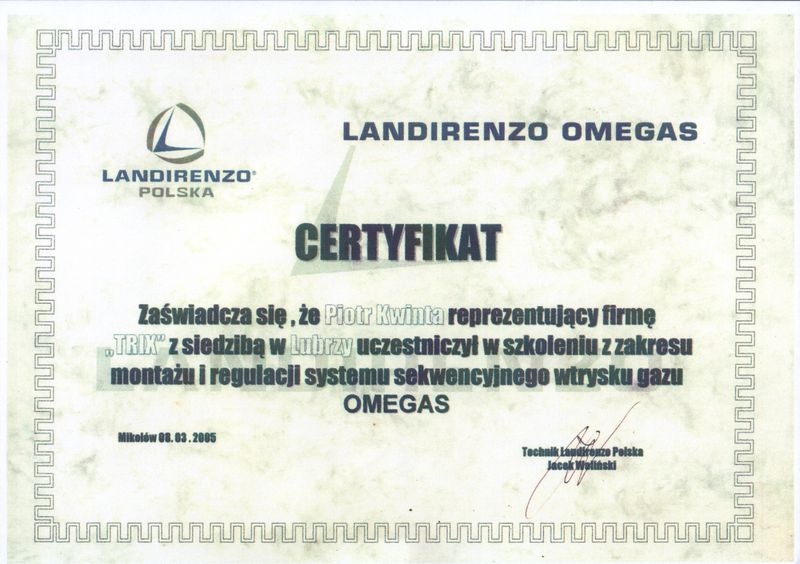 LANDIRENZO OMEGAS
LANDIRENZO®
POLSKA
CERTYFIKAT
Zaświadcza się , że Piotr Kwinta reprezentujący firmę
„TRIX” z siedzibą w Lubrzy uczestniczył w szkoleniu z zakresu
montażu i regulacji systemu sekwencyjnego wtrysku gazu
OMEGAS
Mikołów 08. 03 . 2005
Technik Landirenzo Polska
Jacek Woliński